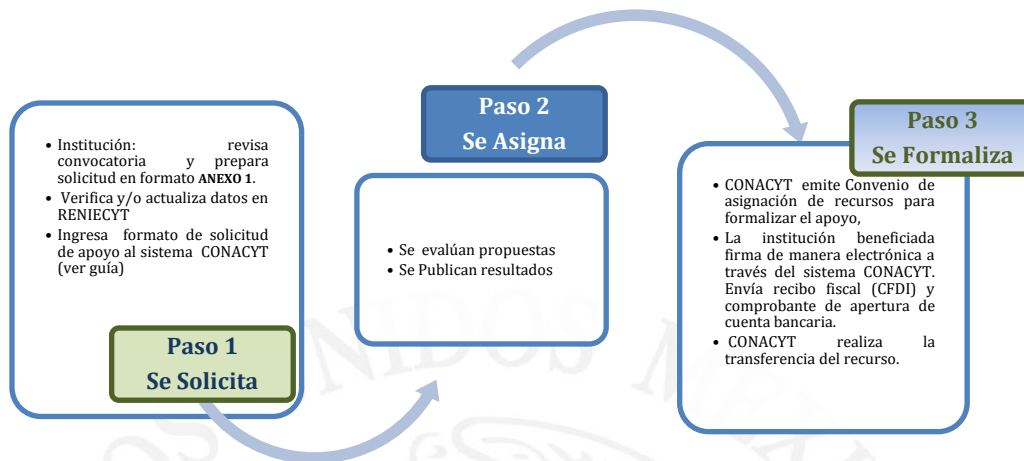 • Institución: revisa
convocatoria y prepara
solicitud en formato ANEXO 1.
• Verifica y/o actualiza datos en
RENIECYT
• Ingresa formato de solicitud
de apoyo al sistema CONACYT
(ver guía)
Paso 1
Se Solicita
Paso 2
Se Asigna
• Se evalúan propuestas
• Se Publican resultados
Paso 3
Se Formaliza
• CONACYT emite Convenio de
asignación de recursos para
formalizar el apoyo,
• La institución beneficiada
firma de manera electrónica a
través del sistema CONACYT.
Envía recibo fiscal (CFDI) y
comprobante de apertura de
cuenta bancaria.
• CONACYT realiza la
transferencia del recurso.
NIDOS